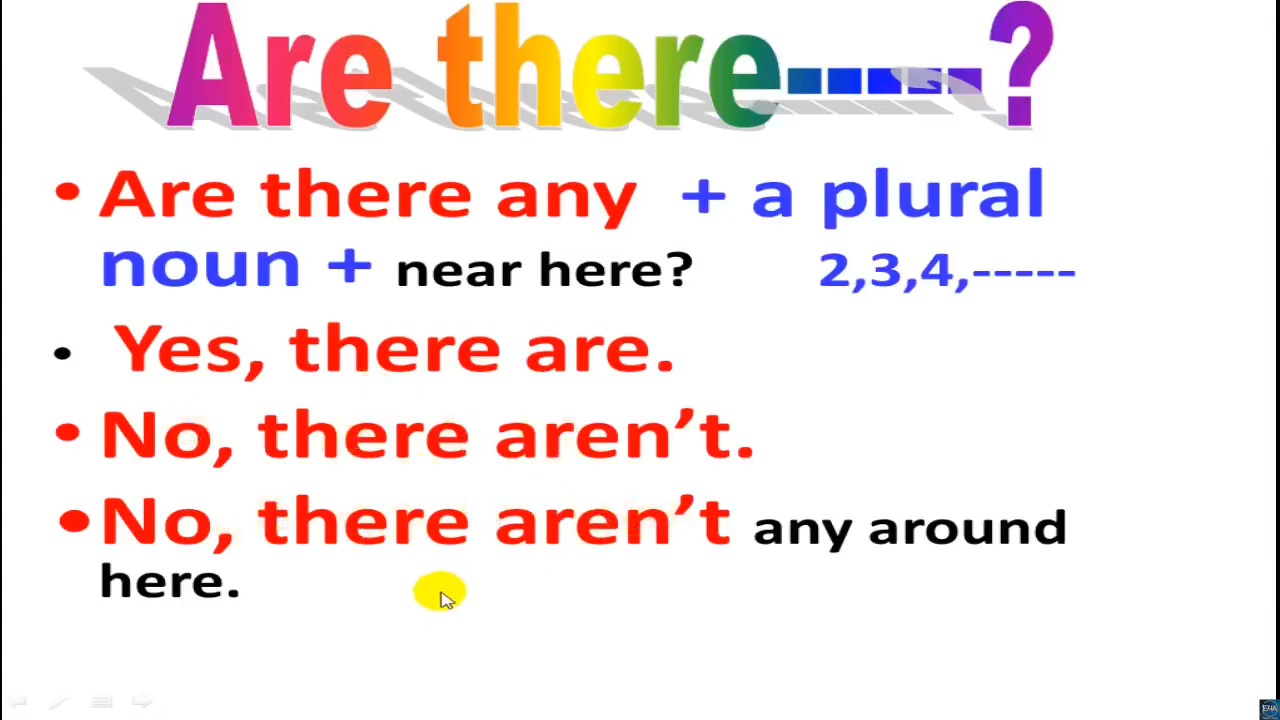 Are there-----?
• Are there any + a plural
noun + near here? 2,3,4,-----
• Yes, there are.
• No, there aren’t.
• No, there aren’t any around
here.